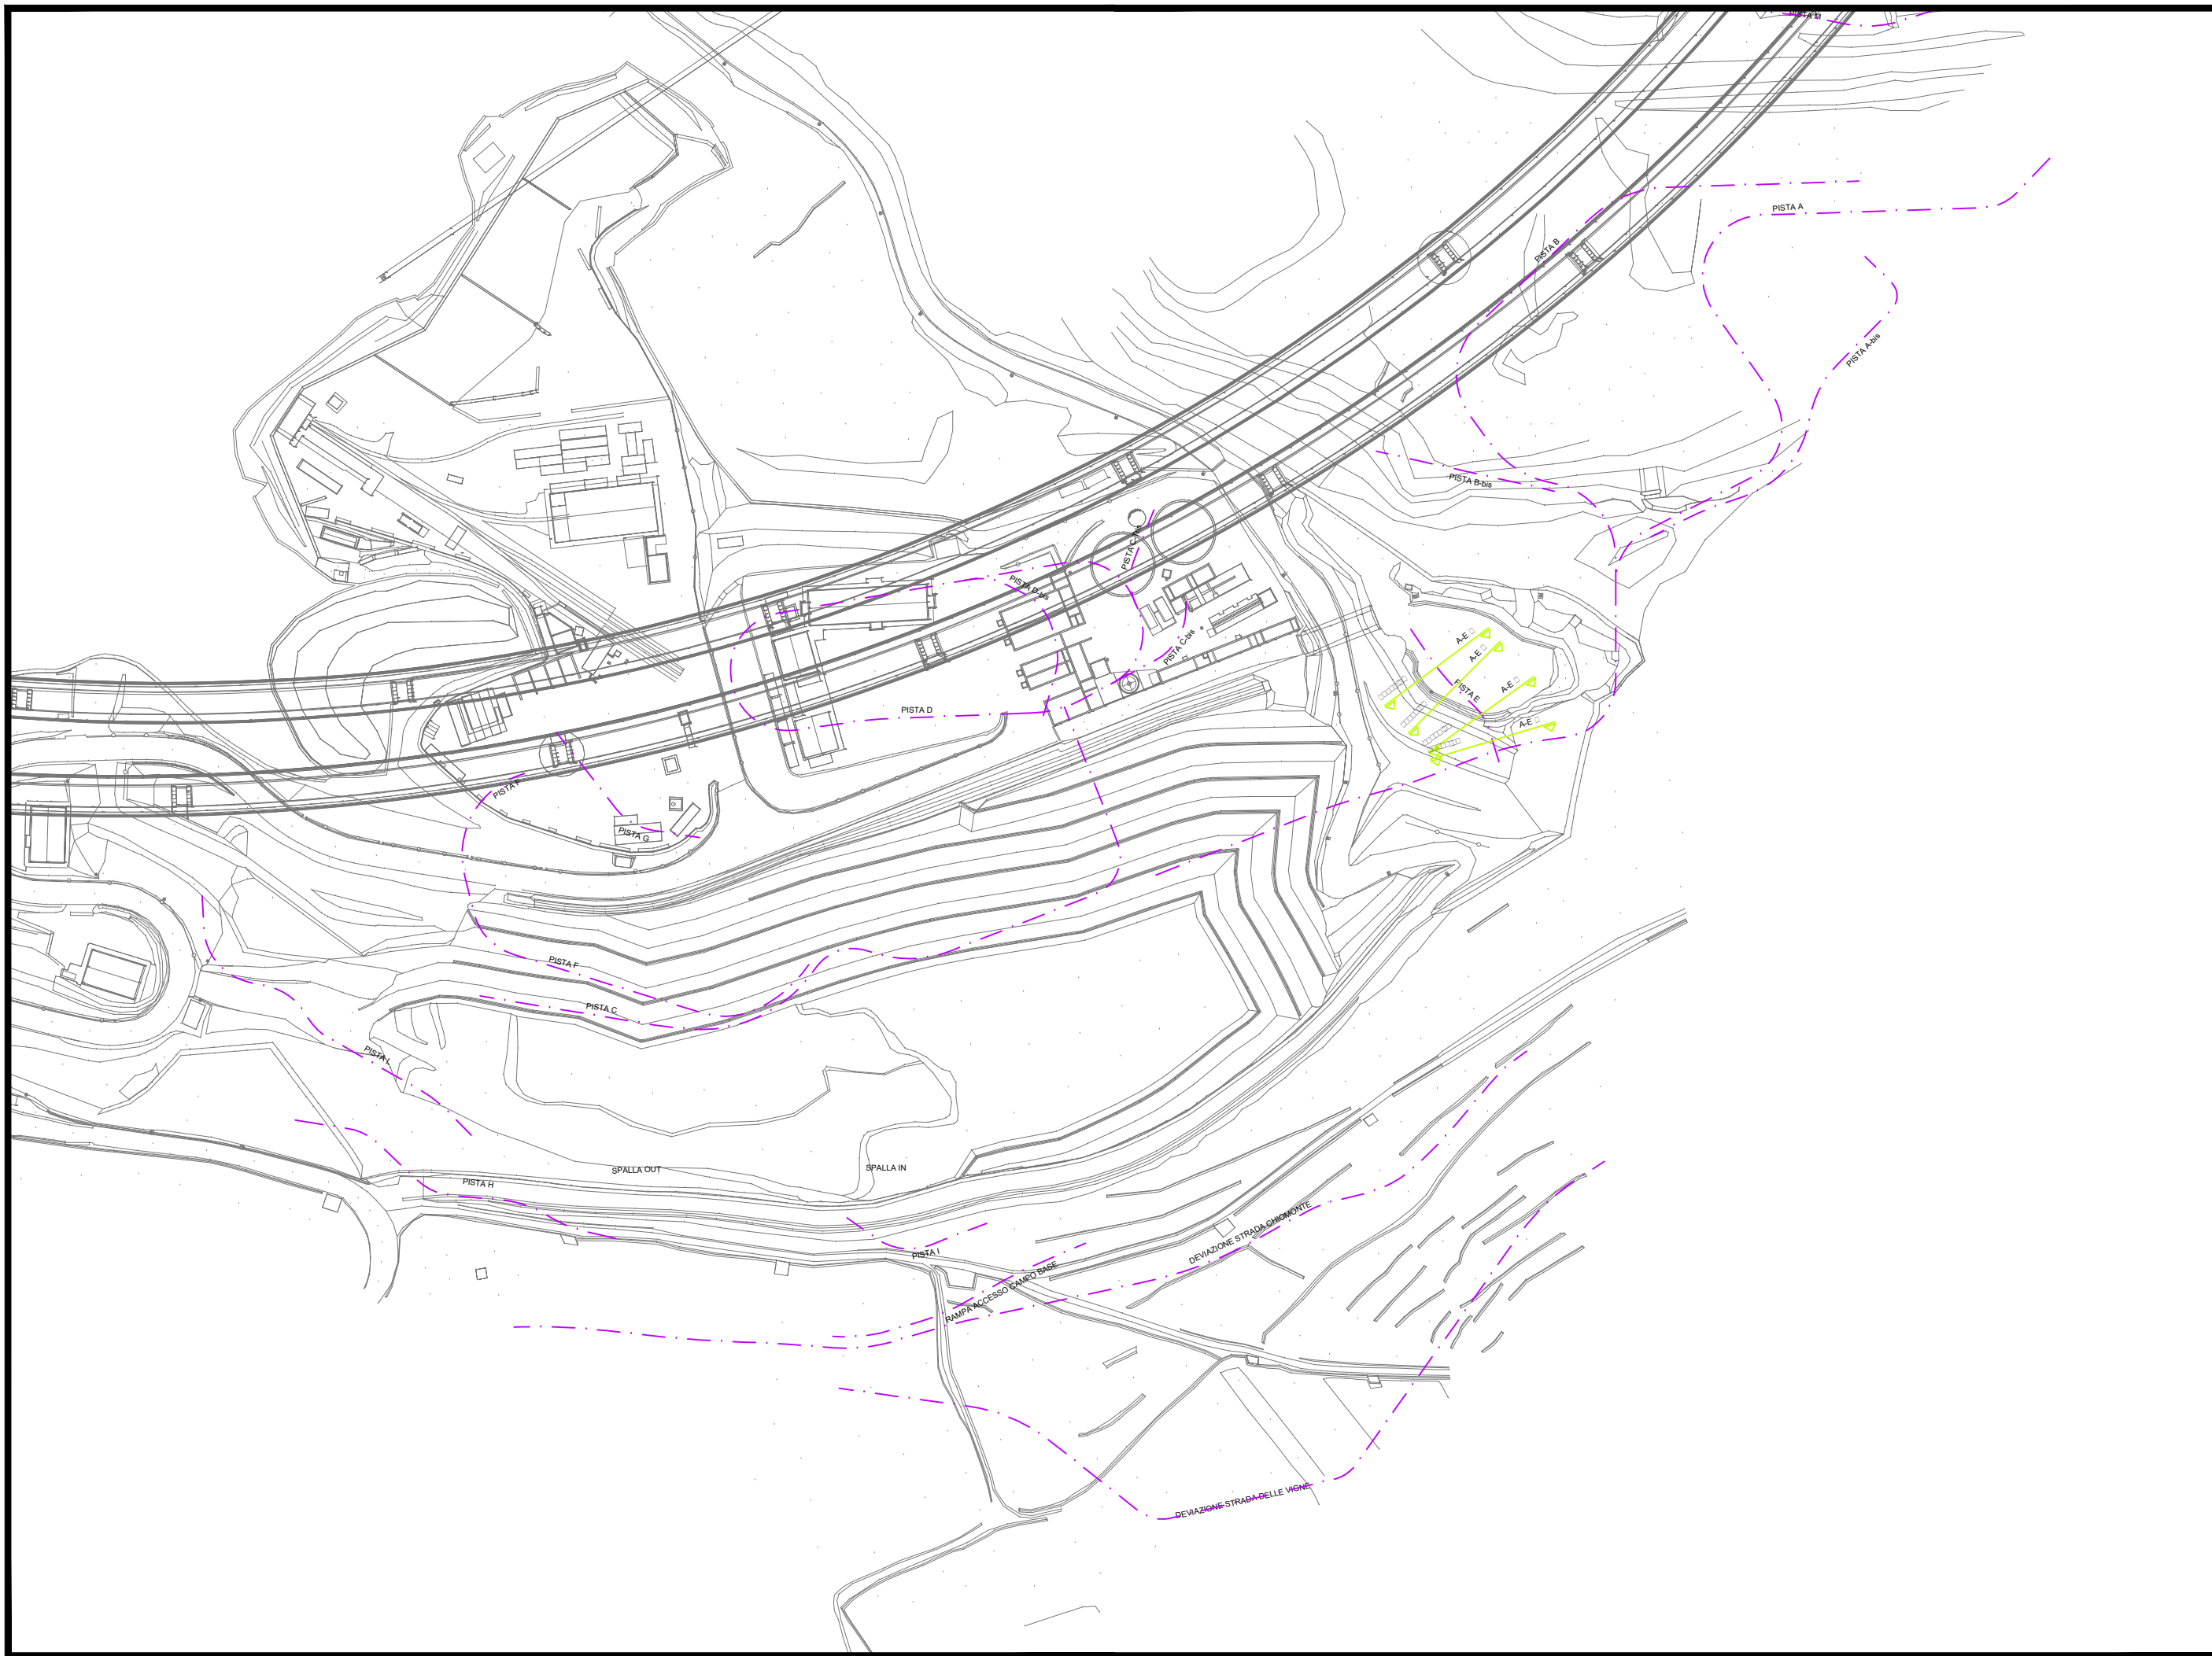 PISTA M
PISTA A
PISTA B
PISTA A-bis
PISTA B-bis
PISTA C-bis
PISTA D-bis
PISTA C-bis
A-E
A-E
A-E
PISTA E
A-E
PISTA D
PISTA F
PISTA G
PISTA F
PISTA C
PISTA L
SPALLA OUT
SPALLA IN
PISTA H
PISTA I
DEVIAZIONE STRADA CHIOMONTE
RAMPA ACCESSO CAMPO BASE
DEVIAZIONE STRADA DELLE VIGNE